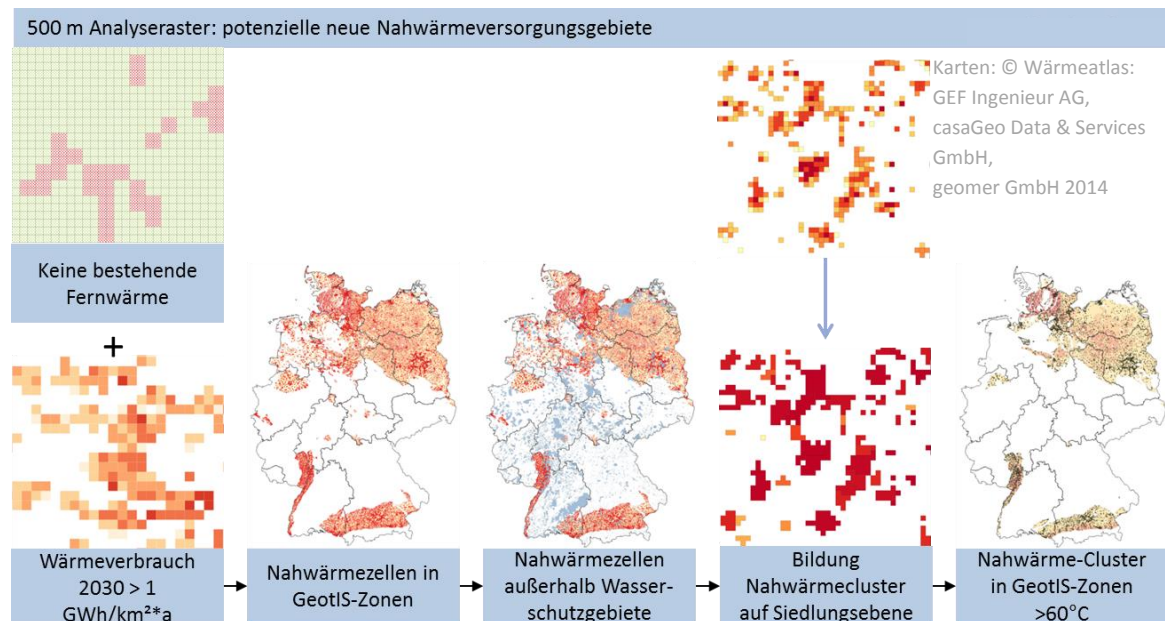 500 m Analyseraster: potenzielle neue Nahwärmeversorgungsgebiete
Karten: © Wärmeatlas:
GEF Ingenieur AG,
casaGeo Data & Services
GmbH,
geomer GmbH 2014
Keine bestehende
Fernwärme
+
Wärmeverbrauch
2030 > 1
GWh/km²*a
Nahwärmezellen in
GeotIS-Zonen
Nahwärmezellen
außerhalb Wasser-
schutzgebiete
Bildung
Nahwärmecluster
auf Siedlungsebene
Nahwärme-Cluster
in GeotIS-Zonen
>60°C